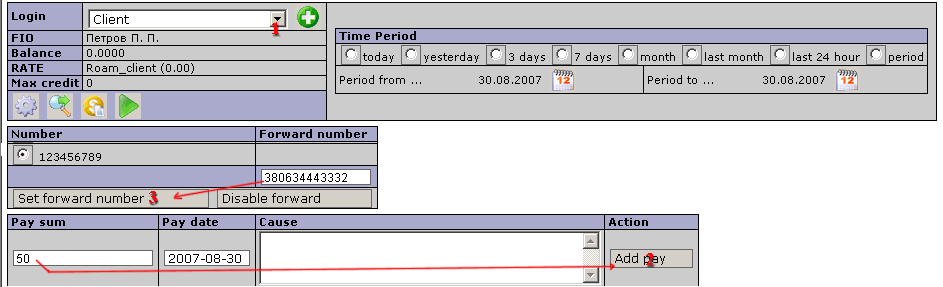 Login Client 1
FIO Петров П. П.
Balance 0.0000
RATE Roam_client (0.00)
Max credit 0
Time Period
today yesterday 3 days 7 days month last month last 24 hour period
Period from ... 30.08.2007 12 Period to ... 30.08.2007 12
Number Forward number
123456789
380634443332
Set forward number 3 Disable forward
Pay sum Pay date Cause Action
50 2007-08-30 Add pay 2